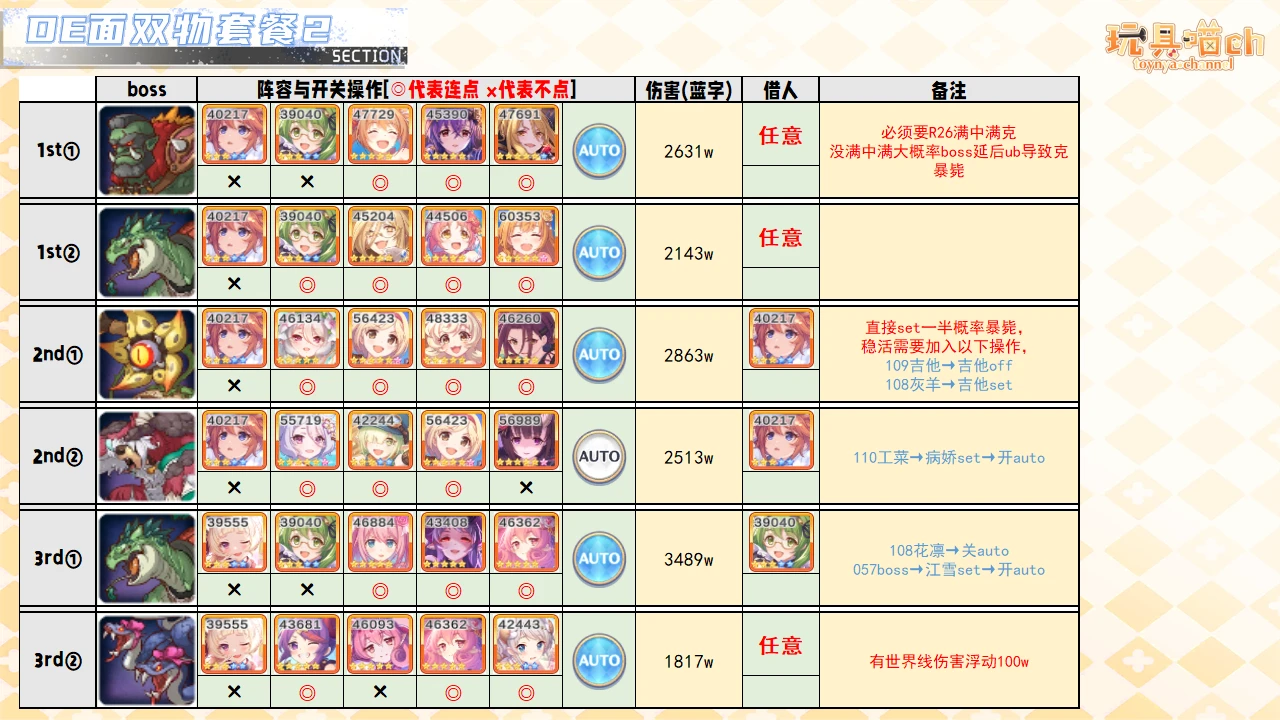 DE面双物套餐2
SECTION
玩具喵ch
toynya-channel
boss 阵容与开关操作[◎代表连点 ×代表不点] 伤害(蓝字) 借人 备注
1st① 40217 39040 47729 45390 47691 AUTO 2631w 任意
× × ◎ ◎ ◎
必须要R26满中满克
没满中满大概率boss延后ub导致克
暴毙
1st② 40217 39040 45204 44506 60353 AUTO 2143w 任意
× ◎ ◎ ◎ ◎
2nd① 40217 46134 56423 48333 46260 AUTO 2863w 40217
× ◎ ◎ ◎ ◎
直接set一半概率暴毙,
稳活需要加入以下操作,
109吉他→吉他off
108灰羊→吉他set
2nd② 40217 55719 42244 56423 56989 AUTO 2513w 40217
× ◎ ◎ ◎ ×
110工菜→病娇set→开auto
3rd① 39555 39040 46884 43408 46362 AUTO 3489w 39040
× × ◎ ◎ ◎
108花凛→关auto
057boss→江雪set→开auto
3rd② 39555 43681 46093 46362 42443 AUTO 1817w 任意
× ◎ × ◎ ◎
有世界线伤害浮动100w